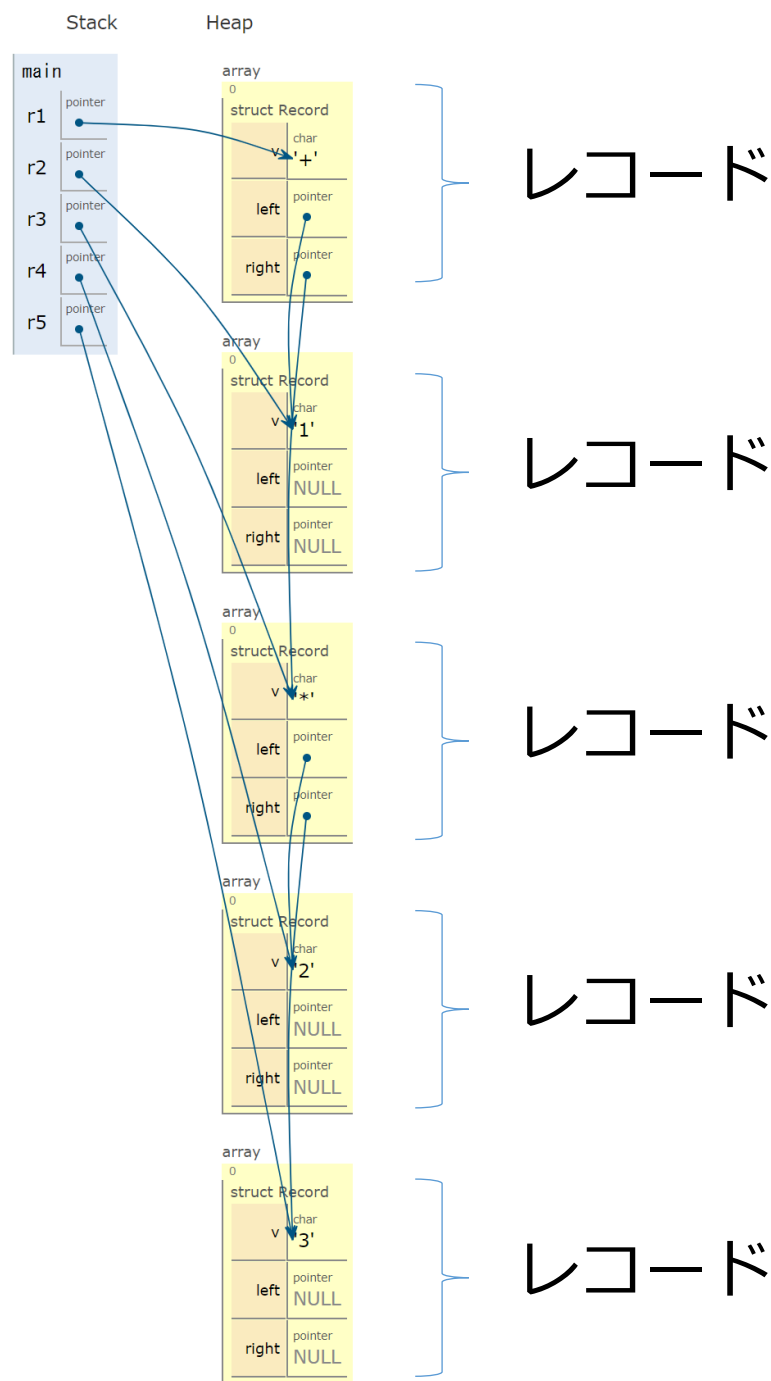 Stack Heap
main
r1 pointer
r2 pointer
r3 pointer
r4 pointer
r5 pointer
array
0
struct Record
v char '+'
left pointer
right pointer
レコード
array
0
struct Record
v char '1'
left pointer NULL
right pointer NULL
レコード
array
0
struct Record
v char '*'
left pointer
right pointer
レコード
array
0
struct Record
v char '2'
left pointer NULL
right pointer NULL
レコード
array
0
struct Record
v char '3'
left pointer NULL
right pointer NULL
レコード